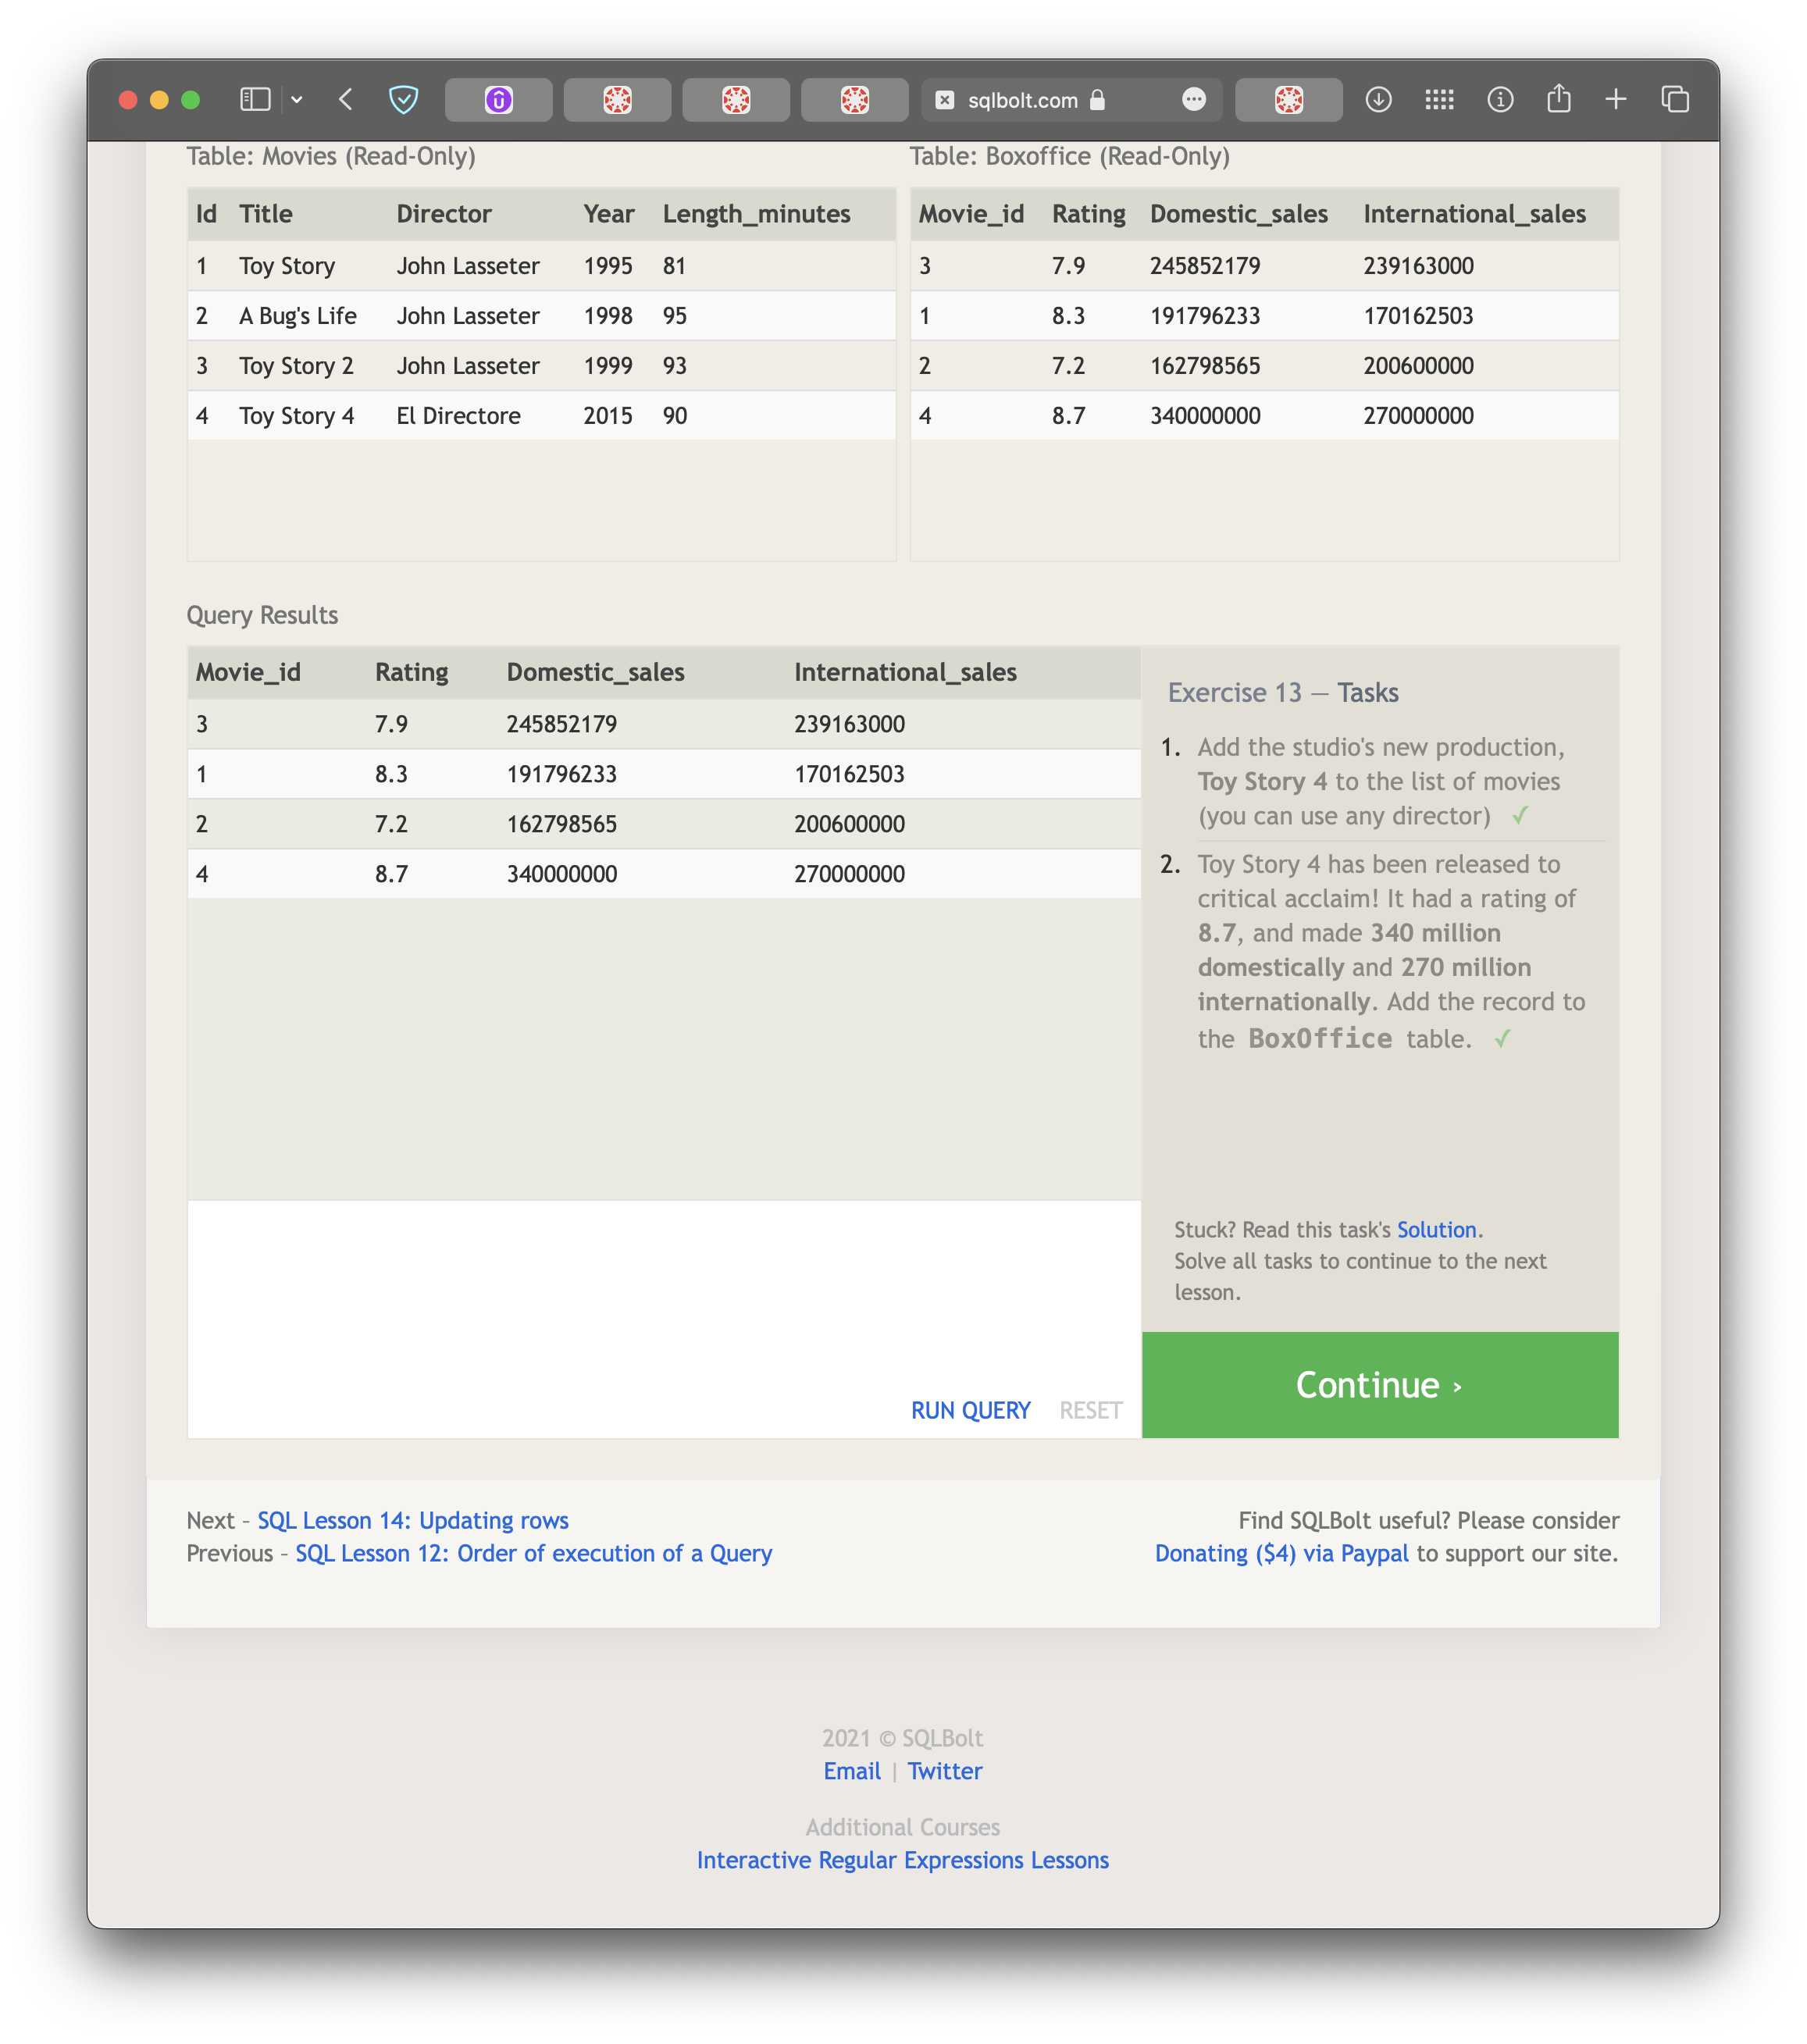 sqlbolt.com
Table: Movies (Read-Only)
Id Title Director Year Length_minutes
1 Toy Story John Lasseter 1995 81
2 A Bug's Life John Lasseter 1998 95
3 Toy Story 2 John Lasseter 1999 93
4 Toy Story 4 El Directore 2015 90
Table: Boxoffice (Read-Only)
Movie_id Rating Domestic_sales International_sales
3 7.9 245852179 239163000
1 8.3 191796233 170162503
2 7.2 162798565 200600000
4 8.7 340000000 270000000
Query Results
Movie_id Rating Domestic_sales International_sales
3 7.9 245852179 239163000
1 8.3 191796233 170162503
2 7.2 162798565 200600000
4 8.7 340000000 270000000
RUN QUERY RESET
Exercise 13 — Tasks
1. Add the studio's new production,
Toy Story 4 to the list of movies
(you can use any director) ✓
2. Toy Story 4 has been released to
critical acclaim! It had a rating of
8.7, and made 340 million
domestically and 270 million
internationally. Add the record to
the BoxOffice table. ✓
Stuck? Read this task's Solution.
Solve all tasks to continue to the next
lesson.
Continue ›
Next – SQL Lesson 14: Updating rows
Previous – SQL Lesson 12: Order of execution of a Query
Find SQLBolt useful? Please consider
Donating ($4) via Paypal to support our site.
2021 © SQLBolt
Email | Twitter
Additional Courses
Interactive Regular Expressions Lessons